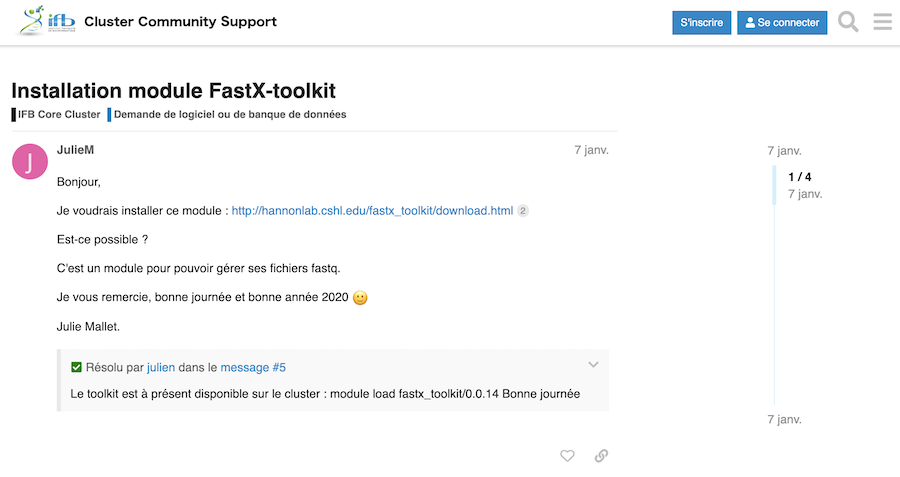 ifb
Cluster Community Support
S'inscrire
Se connecter
Installation module FastX-toolkit
IFB Core Cluster
Demande de logiciel ou de banque de données
J
JulieM
7 janv.
Bonjour,
Je voudrais installer ce module : http://hannonlab.cshl.edu/fastx_toolkit/download.html 2
Est-ce possible ?
C'est un module pour pouvoir gérer ses fichiers fastq.
Je vous remercie, bonne journée et bonne année 2020
Julie Mallet.
Résolu par julien dans le message #5
Le toolkit est à présent disponible sur le cluster : module load fastx_toolkit/0.0.14 Bonne journée
7 janv.
1 / 4
7 janv.
7 janv.